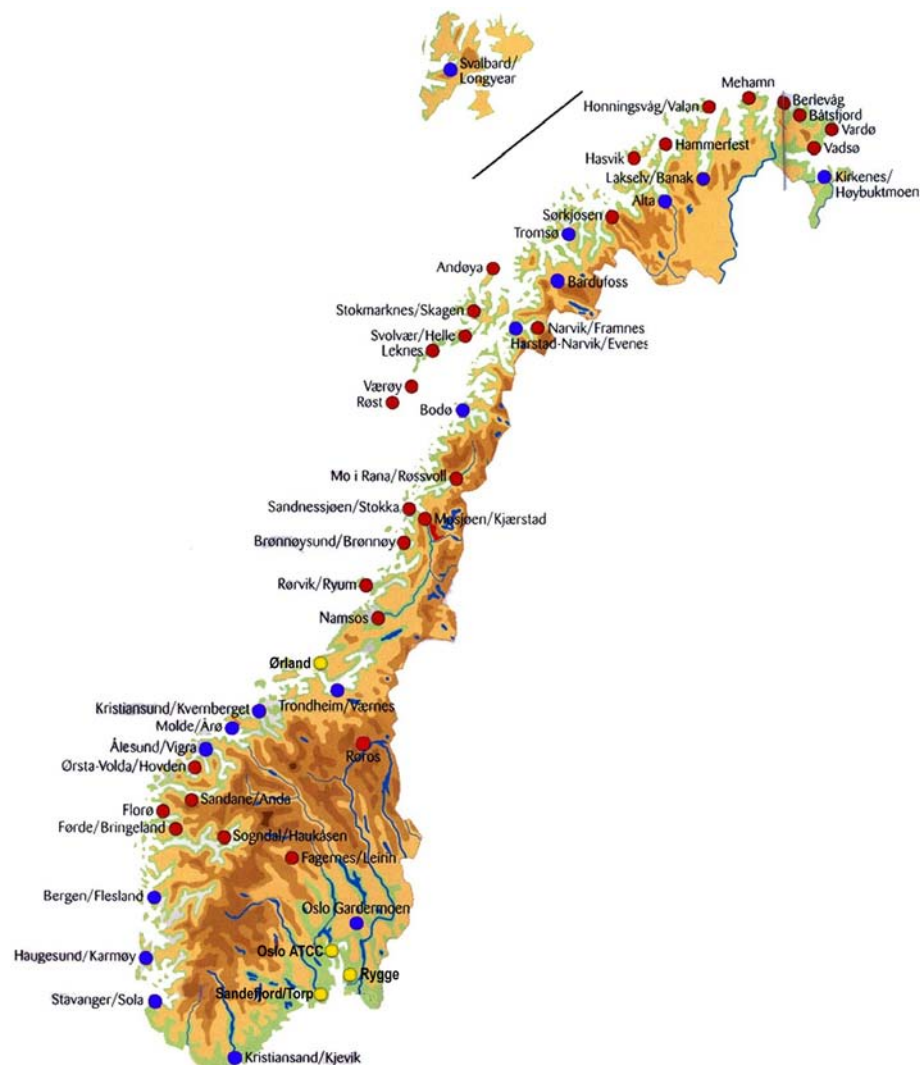 Svalbard/
Longyear
Mehamn
Honningsvåg/Valan
Berlevåg
Båtsfjord
Vardø
Hammerfest
Vadsø
Hasvik
Lakselv/Banak
Kirkenes/
Høybuktmoen
Alta
Sørkjosen
Tromsø
Andøya
Bardufoss
Stokmarknes/Skagen
Narvik/Framnes
Svolvær/Helle
Harstad-Narvik/Evenes
Leknes
Værøy
Røst
Bodø
Mo i Rana/Røssvoll
Sandnessjøen/Stokka
Mosjøen/Kjærstad
Brønnøysund/Brønnøy
Rørvik/Ryum
Namsos
Ørland
Kristiansund/Kvernberget
Trondheim/Værnes
Molde/Årø
Ålesund/Vigra
Røros
Ørsta-Volda/Hovden
Sandane/Anda
Florø
Førde/Bringeland
Sogndal/Haukåsen
Fagernes/Leirin
Bergen/Flesland
Oslo Gardermoen
Oslo ATCC
Haugesund/Karmøy
Rygge
Sandefjord/Torp
Stavanger/Sola
Kristiansand/Kjevik